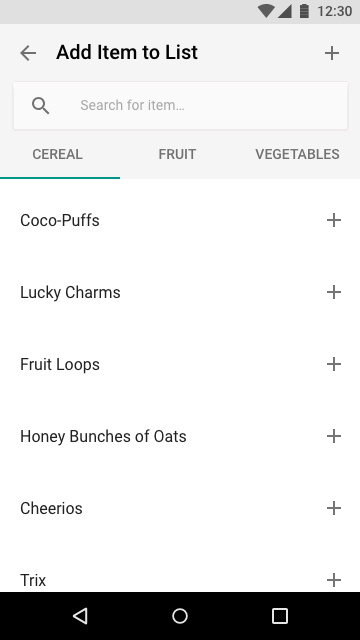 12:30
Add Item to List
Search for item...
CEREAL FRUIT VEGETABLES
Coco-Puffs
Lucky Charms
Fruit Loops
Honey Bunches of Oats
Cheerios
Trix